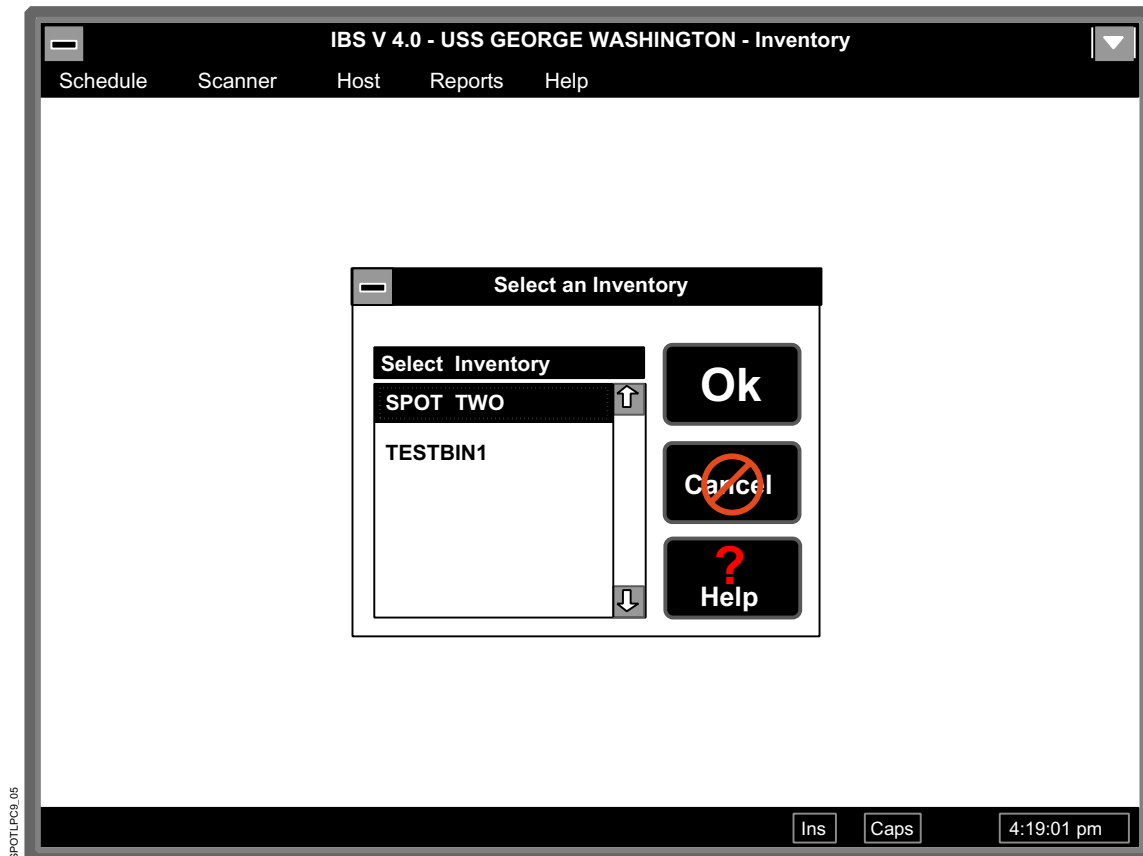 IBS V 4.0 - USS GEORGE WASHINGTON - Inventory
Schedule Scanner Host Reports Help
Select an Inventory
Select Inventory
SPOT TWO
TESTBIN1
Ok
Cancel
?
Help
SPOTLPC9_05
Ins Caps 4:19:01 pm